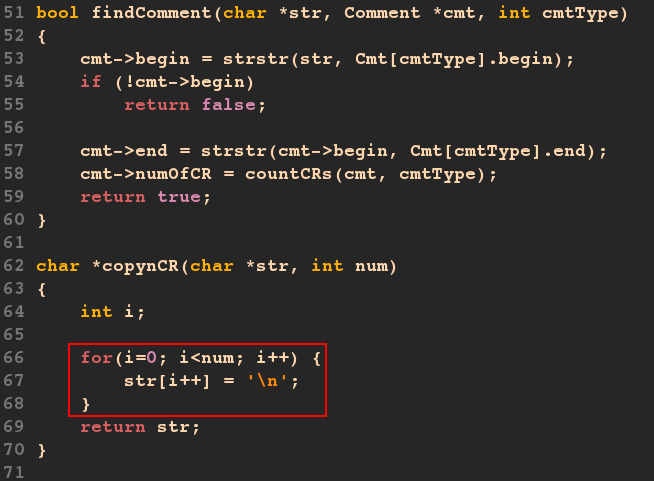 51 bool findComment(char *str, Comment *cmt, int cmtType)
52 {
53     cmt->begin = strstr(str, Cmt[cmtType].begin);
54     if (!cmt->begin)
55         return false;
56
57     cmt->end = strstr(cmt->begin, Cmt[cmtType].end);
58     cmt->numOfCR = countCRs(cmt, cmtType);
59     return true;
60 }
61
62 char *copynCR(char *str, int num)
63 {
64     int i;
65
66     for(i=0; i<num; i++) {
67         str[i++] = '\n';
68     }
69     return str;
70 }
71